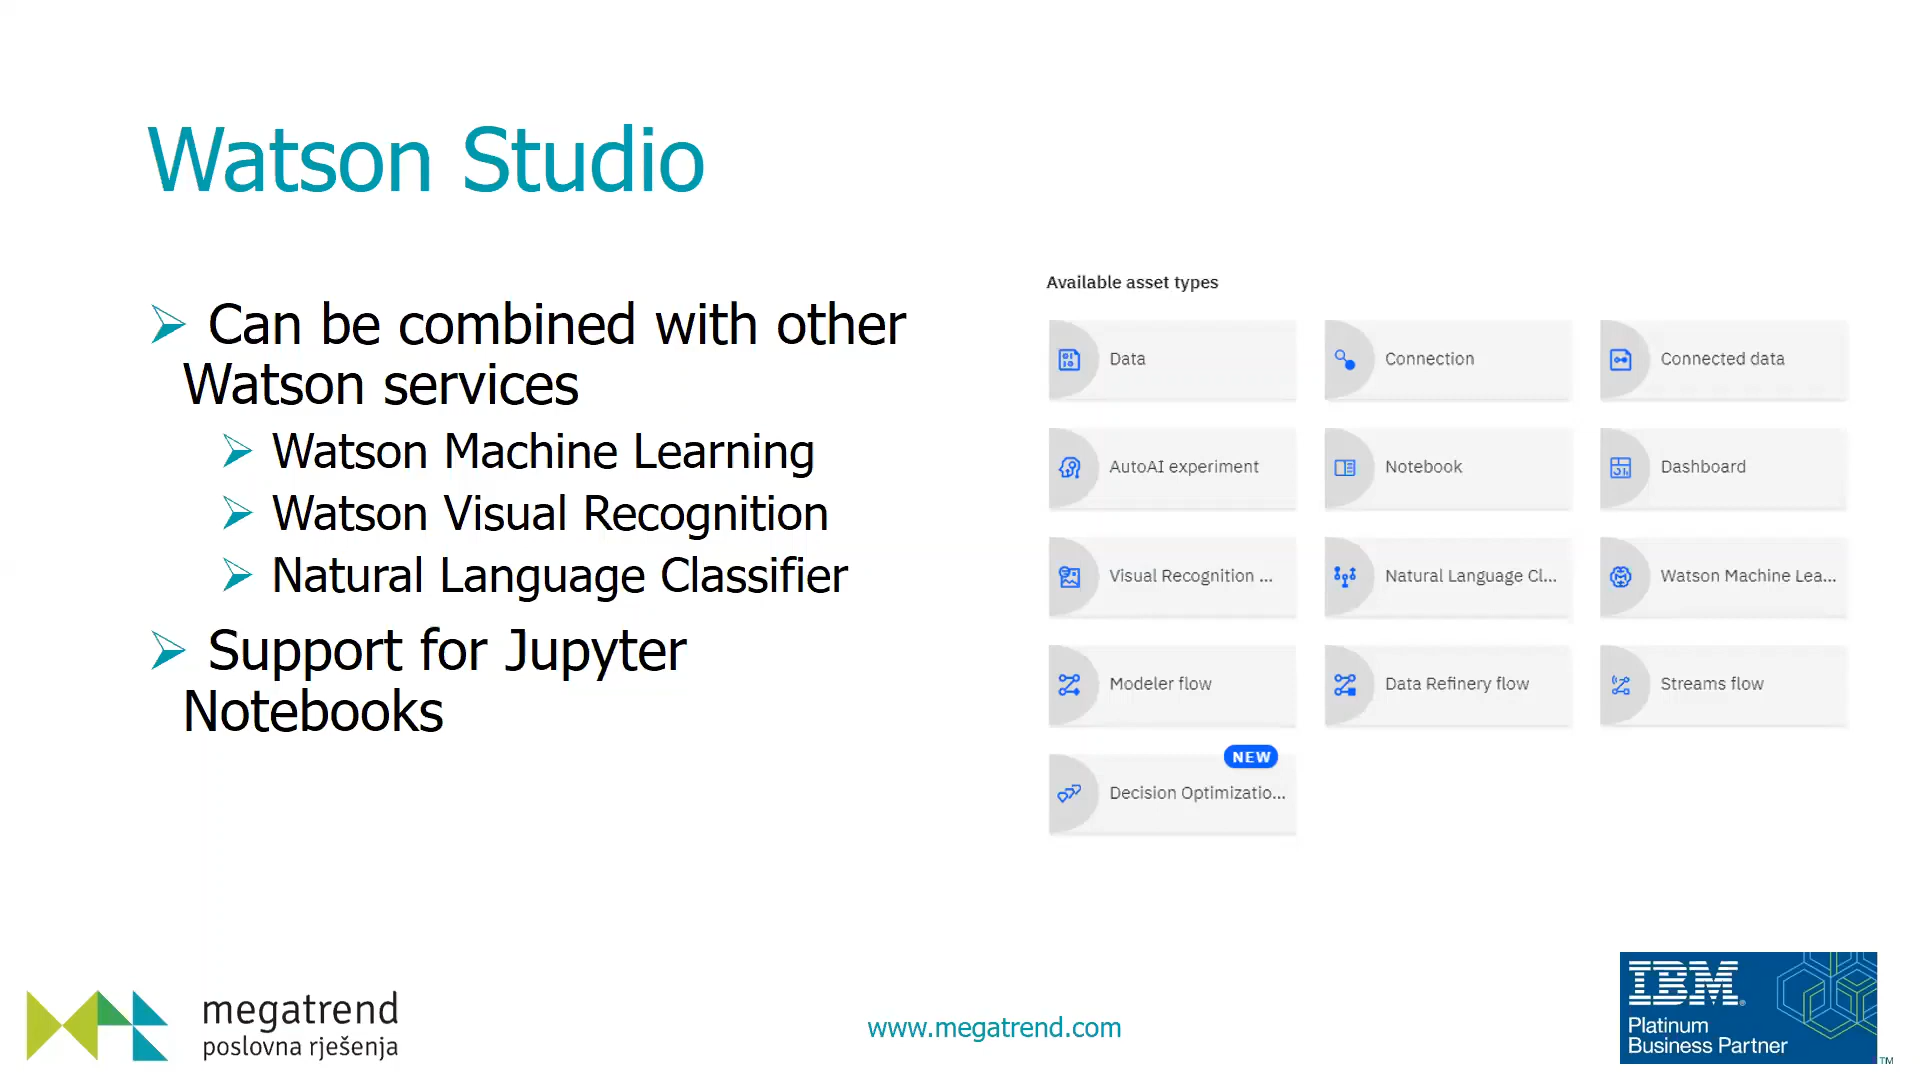 Watson Studio
Can be combined with other
Watson services
Watson Machine Learning
Watson Visual Recognition
Natural Language Classifier
Support for Jupyter
Notebooks
Available asset types
Data
Connection
Connected data
AutoAI experiment
Notebook
Dashboard
Visual Recognition ...
Natural Language Cl...
Watson Machine Lea...
Modeler flow
Data Refinery flow
Streams flow
NEW
Decision Optimizatio...
megatrend
poslovna rješenja
www.megatrend.com
IBM®
Platinum
Business Partner
™